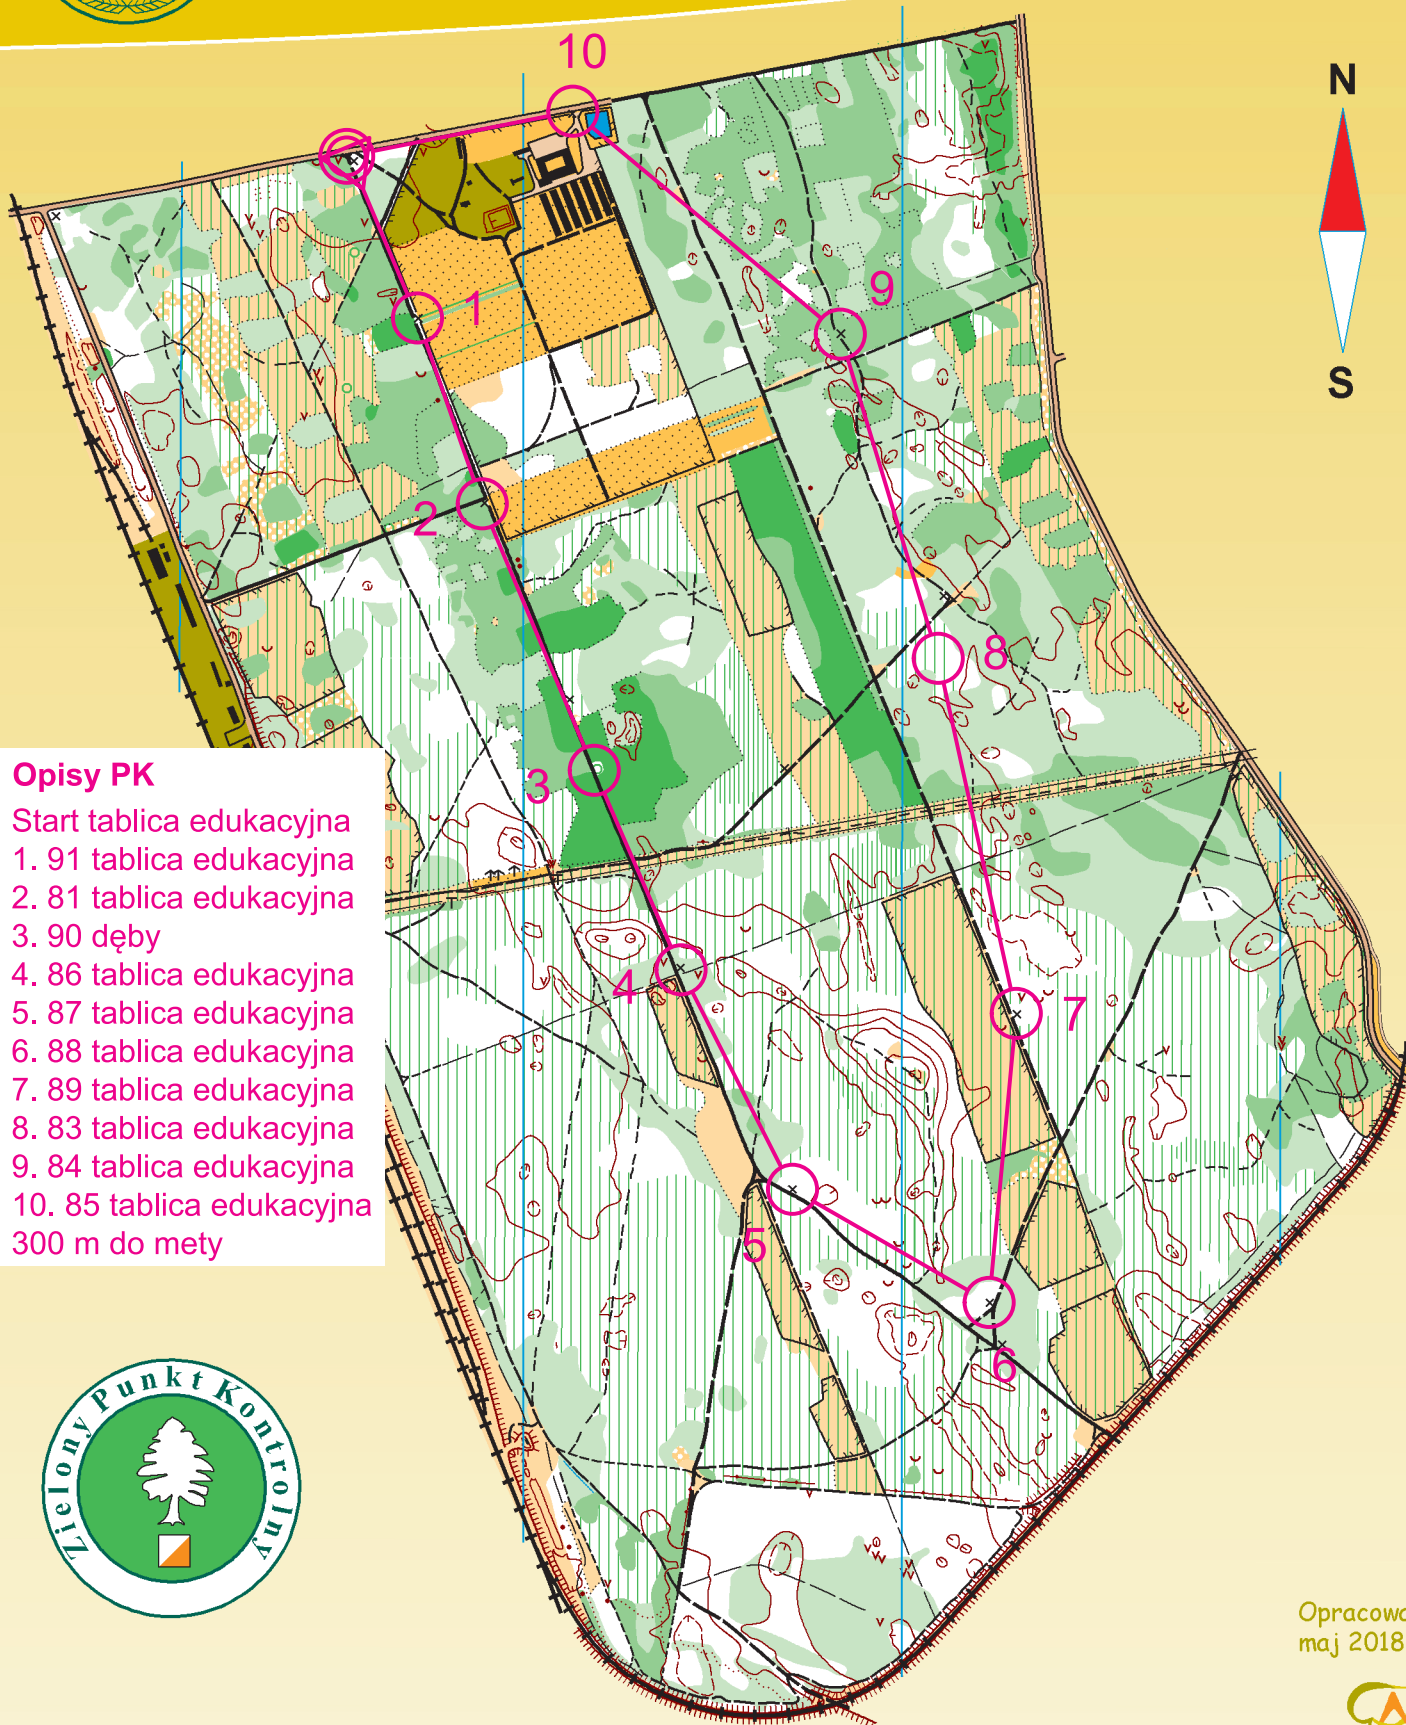 10
N
9
1
S
2
8
3
Opisy PK
Start tablica edukacyjna
1. 91 tablica edukacyjna
2. 81 tablica edukacyjna
3. 90 dęby
4. 86 tablica edukacyjna
5. 87 tablica edukacyjna
6. 88 tablica edukacyjna
7. 89 tablica edukacyjna
8. 83 tablica edukacyjna
9. 84 tablica edukacyjna
10. 85 tablica edukacyjna
300 m do mety
4
7
5
6
Zielony Punkt Kontrolny
maj 2018